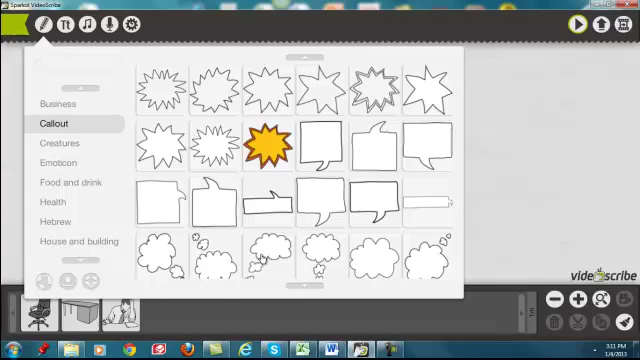 Sparkol VideoScribe
Business
Callout
Creatures
Emoticon
Food and drink
Health
Hebrew
House and building
videoscribe
3:11 PM
1/4/2013